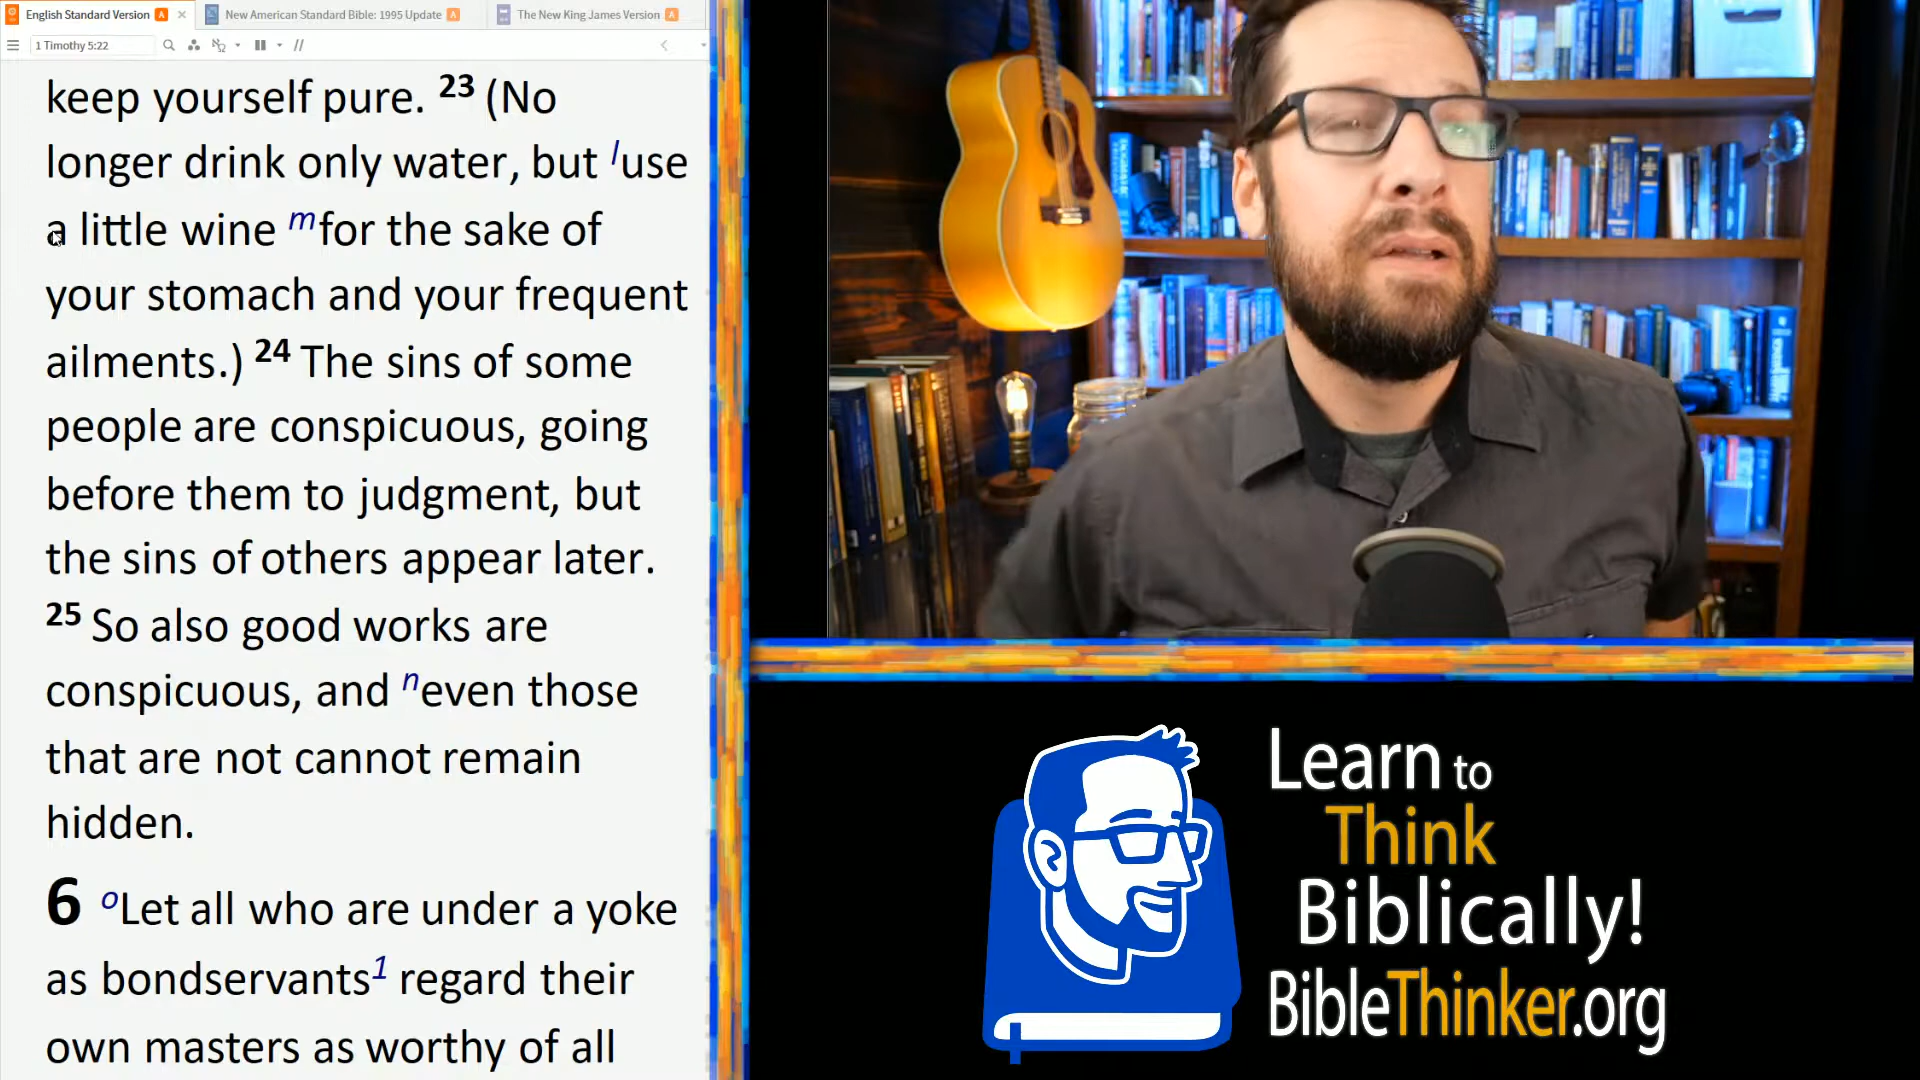 English Standard Version A
New American Standard Bible: 1995 Update A
The New King James Version A
1 Timothy 5:22
keep yourself pure. 23 (No
longer drink only water, but l use
a little wine m for the sake of
your stomach and your frequent
ailments.) 24 The sins of some
people are conspicuous, going
before them to judgment, but
the sins of others appear later.
25 So also good works are
conspicuous, and n even those
that are not cannot remain
hidden.
6 o Let all who are under a yoke
as bondservants1 regard their
own masters as worthy of all
Learn to
Think
Biblically!
BibleThinker.org